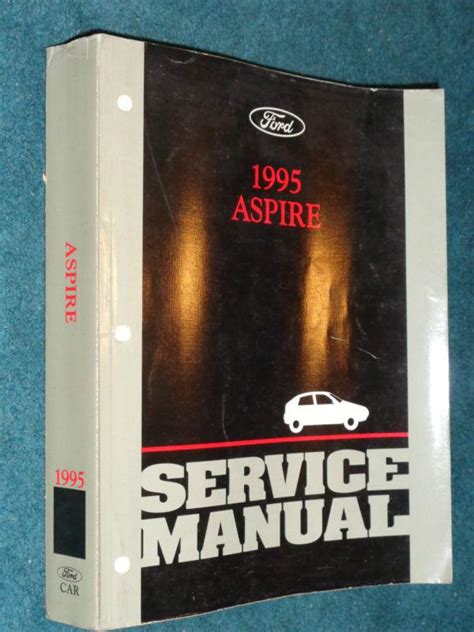 Ford
1995
ASPIRE
SERVICE
MANUAL
ASPIRE
1995
Ford
CAR